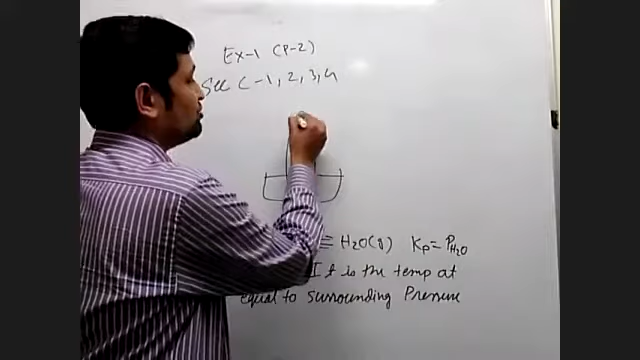 Ex-1 (P-2)
Sec C-1, 2, 3, 4
≡ H2O(g) Kp = PH2O
It is the temp at
equal to surrounding Pressure